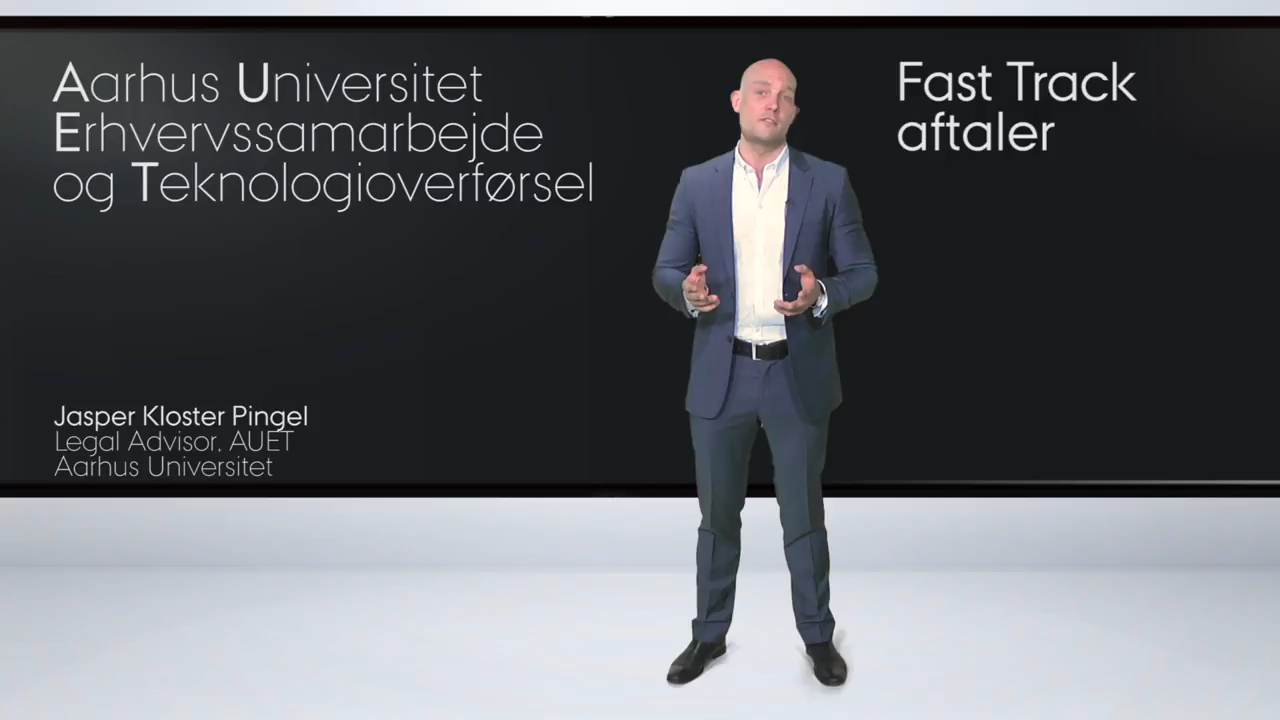 Aarhus Universitet
Erhvervssamarbejde
og Teknologioverførsel
Fast Track
aftaler
Jasper Kloster Pingel
Legal Advisor, AUET
Aarhus Universitet